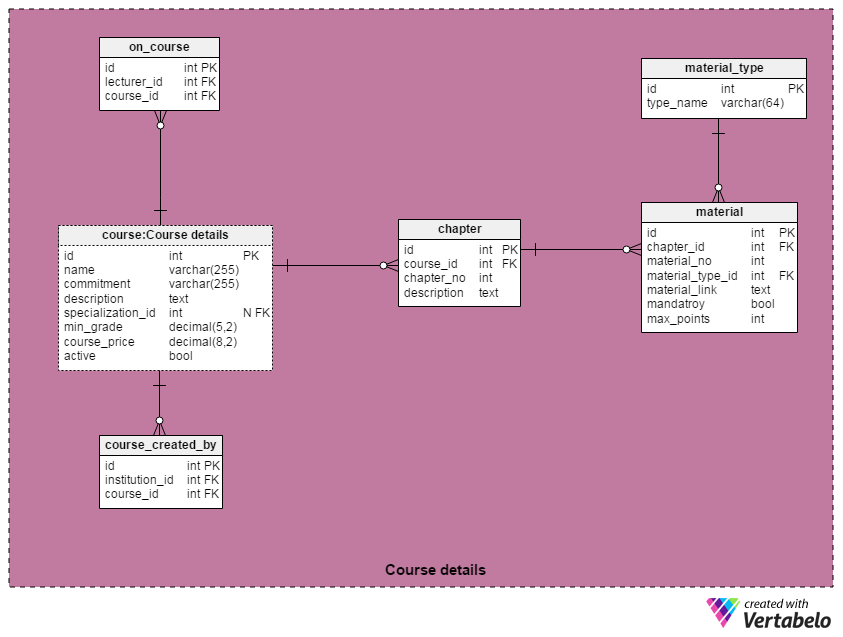 on_course
id int PK
lecturer_id int FK
course_id int FK
material_type
id int PK
type_name varchar(64)
course:Course details
id int PK
name varchar(255)
commitment varchar(255)
description text
specialization_id int N FK
min_grade decimal(5,2)
course_price decimal(8,2)
active bool
chapter
id int PK
course_id int FK
chapter_no int
description text
material
id int PK
chapter_id int FK
material_no int
material_type_id int FK
material_link text
mandatroy bool
max_points int
course_created_by
id int PK
institution_id int FK
course_id int FK
Course details
created with
Vertabelo